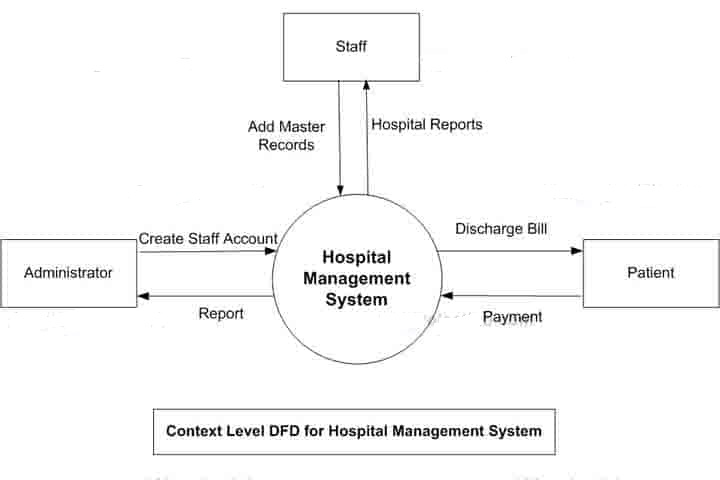 Staff
Add Master
Records
Hospital Reports
Create Staff Account
Discharge Bill
Administrator
Hospital
Management
System
Patient
Report
Payment
Context Level DFD for Hospital Management System